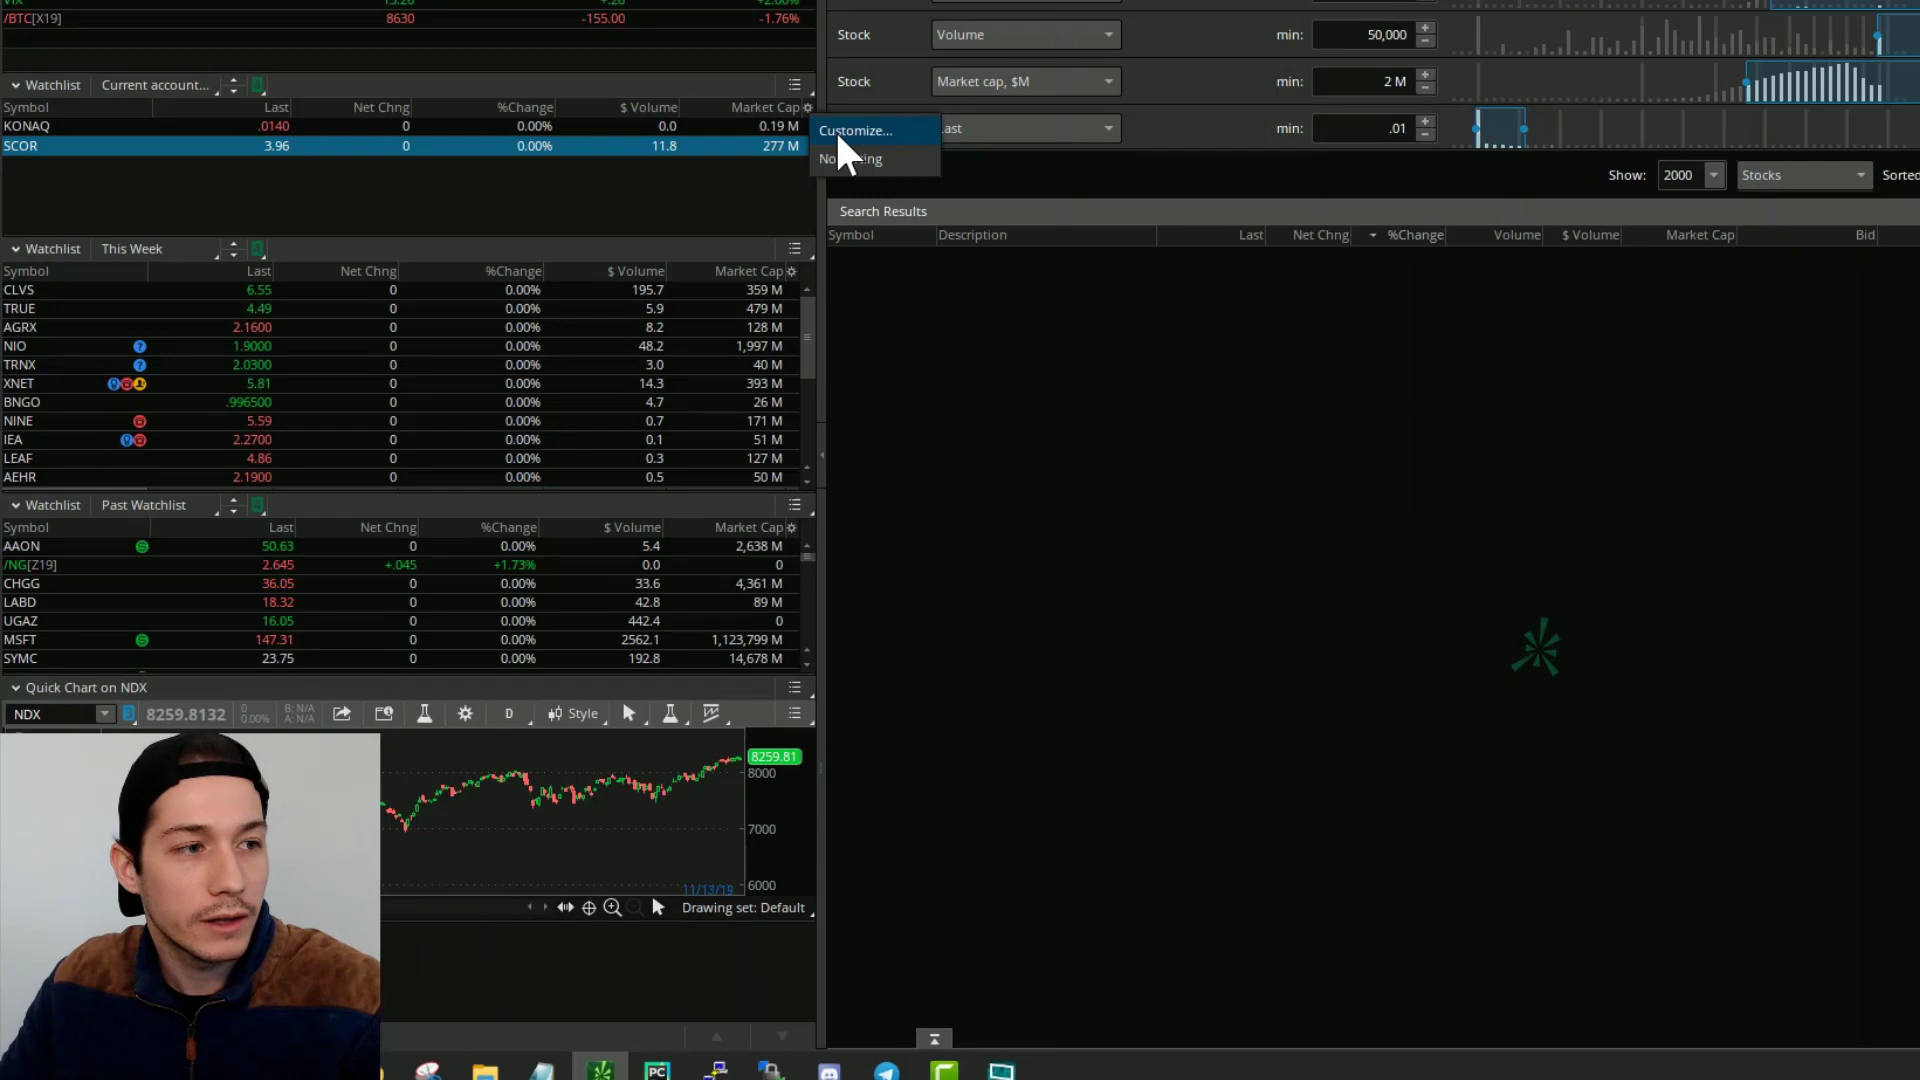 VIX 13.26 +.26 +2.00%
/BTC[X19] 8630 -155.00 -1.76%
Stock Volume min: 50,000
Watchlist Current account...
Stock Market cap, $M min: 2 M
Symbol Last Net Chng %Change $ Volume Market Cap
KONAQ .0140 0 0.00% 0.0 0.19 M
Customize...
ast min: .01
SCOR 3.96 0 0.00% 11.8 277 M
No ing
Show: 2000 Stocks Sorted
Search Results
Symbol Description Last Net Chng %Change Volume $ Volume Market Cap Bid
Watchlist This Week
Symbol Last Net Chng %Change $ Volume Market Cap
CLVS 6.55 0 0.00% 195.7 359 M
TRUE 4.49 0 0.00% 5.9 479 M
AGRX 2.1600 0 0.00% 8.2 128 M
NIO 1.9000 0 0.00% 48.2 1,997 M
TRNX 2.0300 0 0.00% 3.0 40 M
XNET 5.81 0 0.00% 14.3 393 M
BNGO .996500 0 0.00% 4.7 26 M
NINE 5.59 0 0.00% 0.7 171 M
IEA 2.2700 0 0.00% 0.1 51 M
LEAF 4.86 0 0.00% 0.3 127 M
AEHR 2.1900 0 0.00% 0.5 50 M
Watchlist Past Watchlist
Symbol Last Net Chng %Change $ Volume Market Cap
AAON 50.63 0 0.00% 5.4 2,638 M
/NG[Z19] 2.645 +.045 +1.73% 0.0 0
CHGG 36.05 0 0.00% 33.6 4,361 M
LABD 18.32 0 0.00% 42.8 89 M
UGAZ 16.05 0 0.00% 442.4 0
MSFT 147.31 0 0.00% 2562.1 1,123,799 M
SYMC 23.75 0 0.00% 192.8 14,678 M
Quick Chart on NDX
NDX 3 8259.8132 0 0.00% B: N/A A: N/A D Style
8259.81
8000
7000
6000
11/13/19
Drawing set: Default
PC